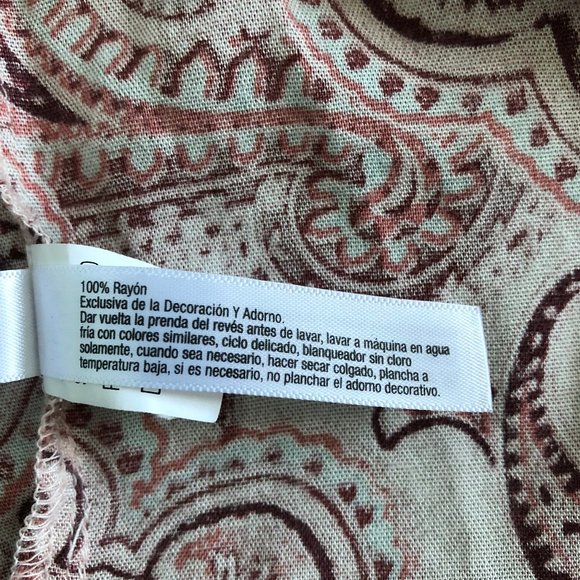 100% Rayón
Exclusiva de la Decoración Y Adorno.
Dar vuelta la prenda del revés antes de lavar, lavar a máquina en agua
fría con colores similares, ciclo delicado, blanqueador sin cloro
solamente, cuando sea necesario, hacer secar colgado, plancha a
temperatura baja, si es necesario, no planchar el adorno decorativo.